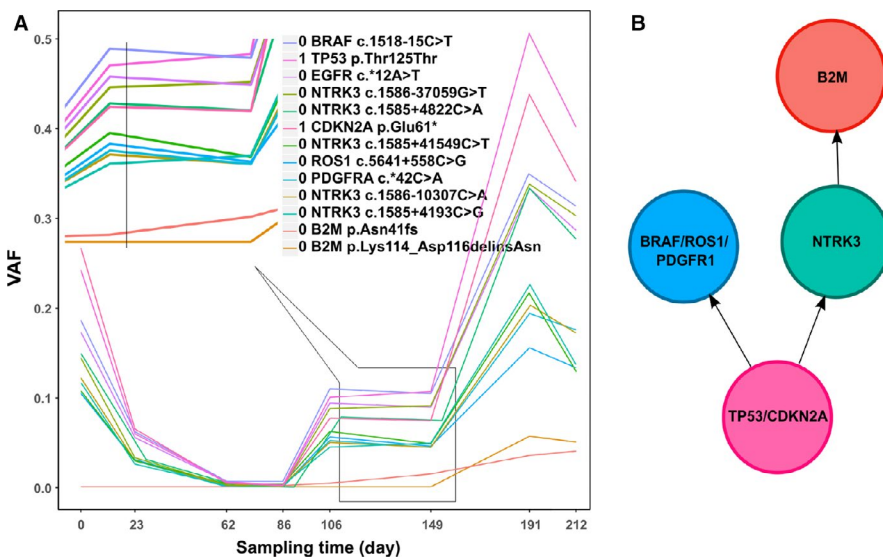 A
B
0.5
0.4
0.3
0.2
0.1
0.0
VAF
0 BRAF c.1518-15C>T
1 TP53 p.Thr125Thr
0 EGFR c.*12A>T
0 NTRK3 c.1586-37059G>T
0 NTRK3 c.1585+4822C>A
1 CDKN2A p.Glu61*
0 NTRK3 c.1585+41549C>T
0 ROS1 c.5641+558C>G
0 PDGFRA c.*42C>A
0 NTRK3 c.1586-10307C>A
0 NTRK3 c.1585+4193C>G
0 B2M p.Asn41fs
0 B2M p.Lys114_Asp116delinsAsn
0 23 62 86 106 149 191 212
Sampling time (day)
B2M
BRAF/ROS1/
PDGFR1
NTRK3
TP53/CDKN2A